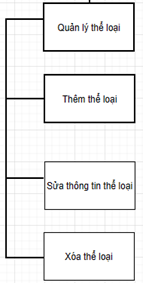 Quản lý thể loại
Thêm thể loại
Sửa thông tin thể loại
Xóa thể loại